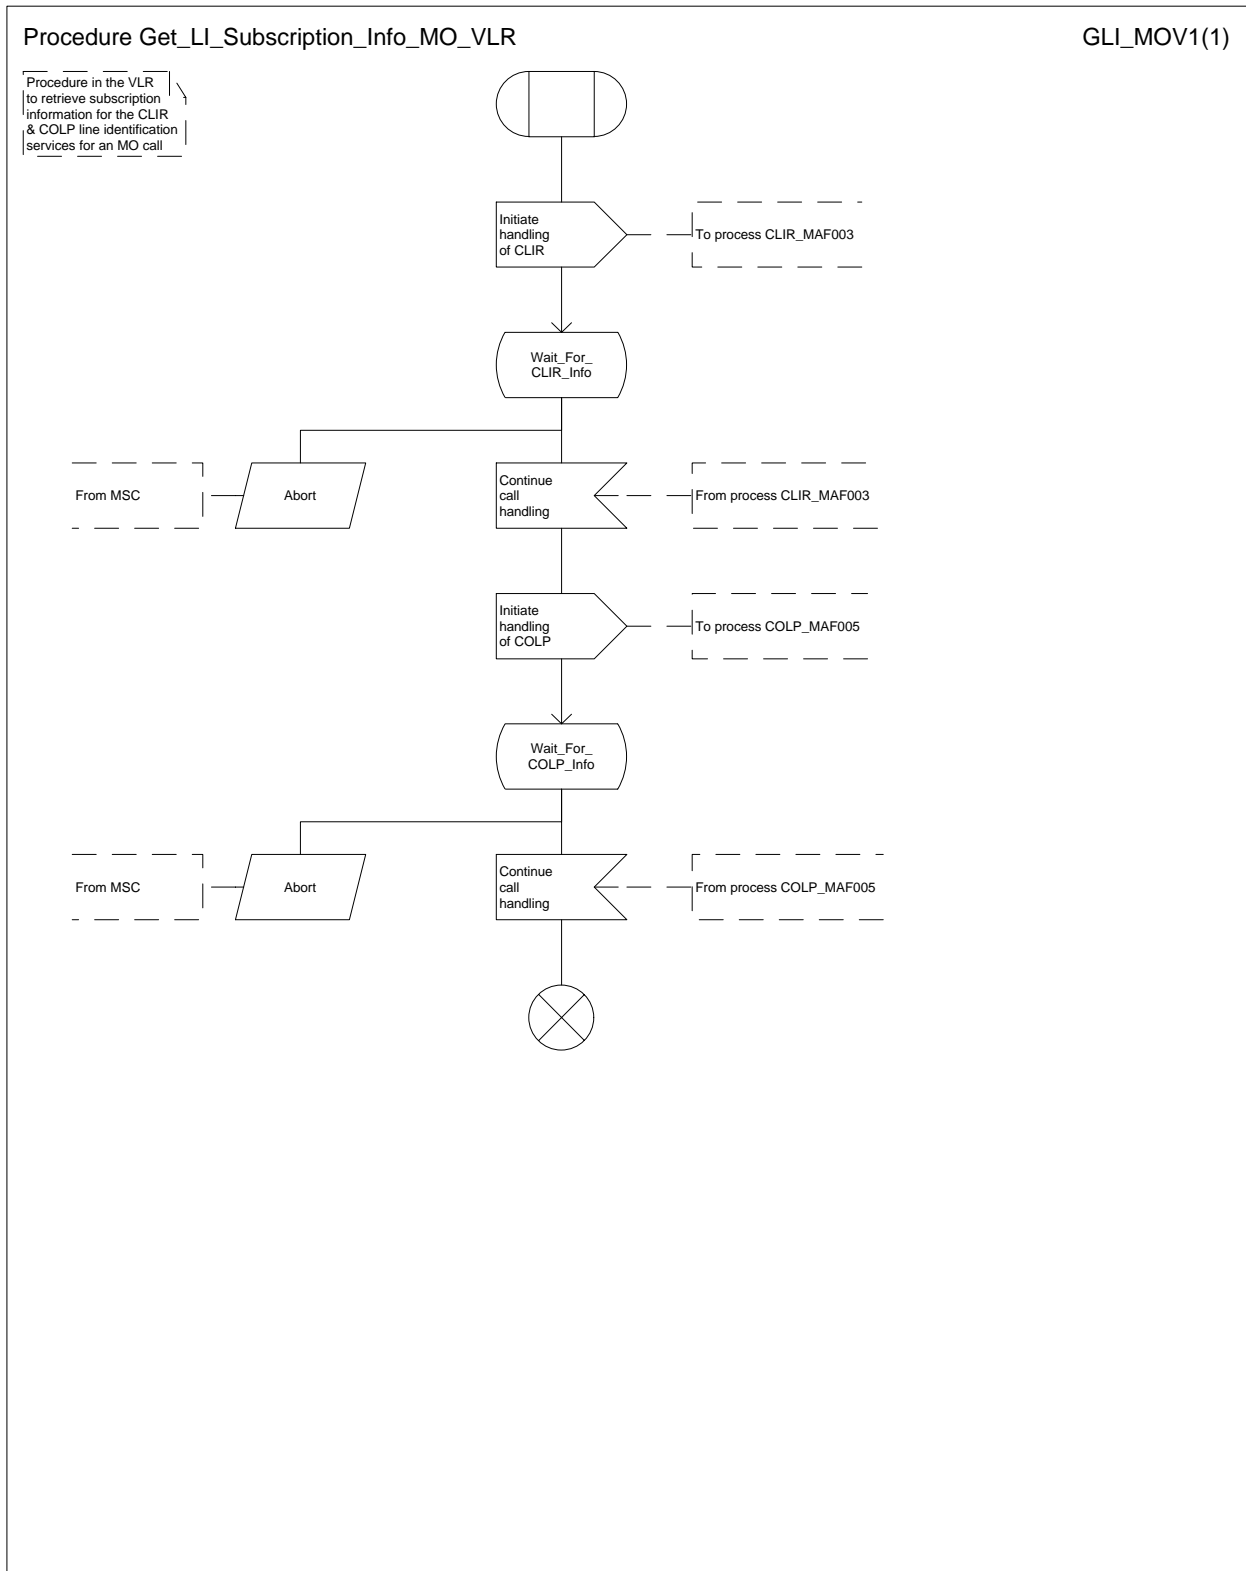 Procedure Get_LI_Subscription_Info_MO_VLR
GLI_MOV1(1)
Procedure in the VLR
to retrieve subscription
information for the CLIR
& COLP line identification
services for an MO call
Initiate
handling
of CLIR
To process CLIR_MAF003
Wait_For_
CLIR_Info
From MSC
Abort
Continue
call
handling
From process CLIR_MAF003
Initiate
handling
of COLP
To process COLP_MAF005
Wait_For_
COLP_Info
From MSC
Abort
Continue
call
handling
From process COLP_MAF005